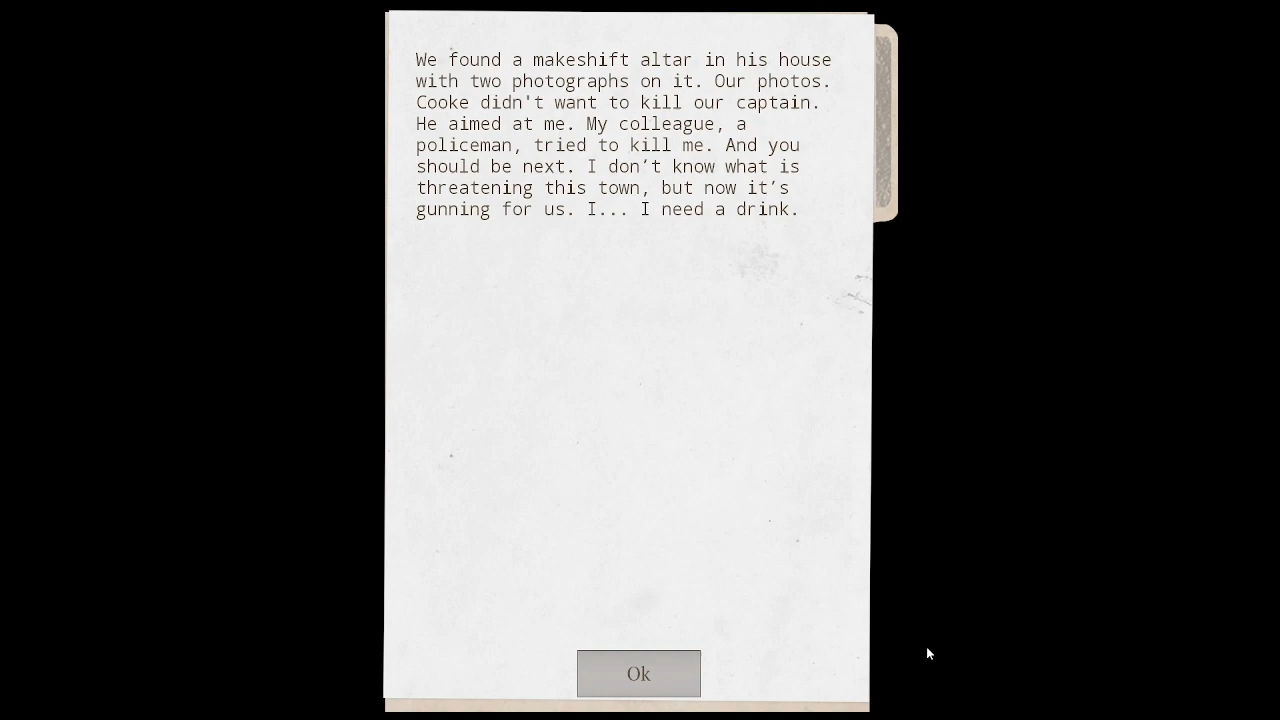 We found a makeshift altar in his house
with two photographs on it. Our photos.
Cooke didn't want to kill our captain.
He aimed at me. My colleague, a
policeman, tried to kill me. And you
should be next. I don’t know what is
threatening this town, but now it’s
gunning for us. I... I need a drink.
Ok